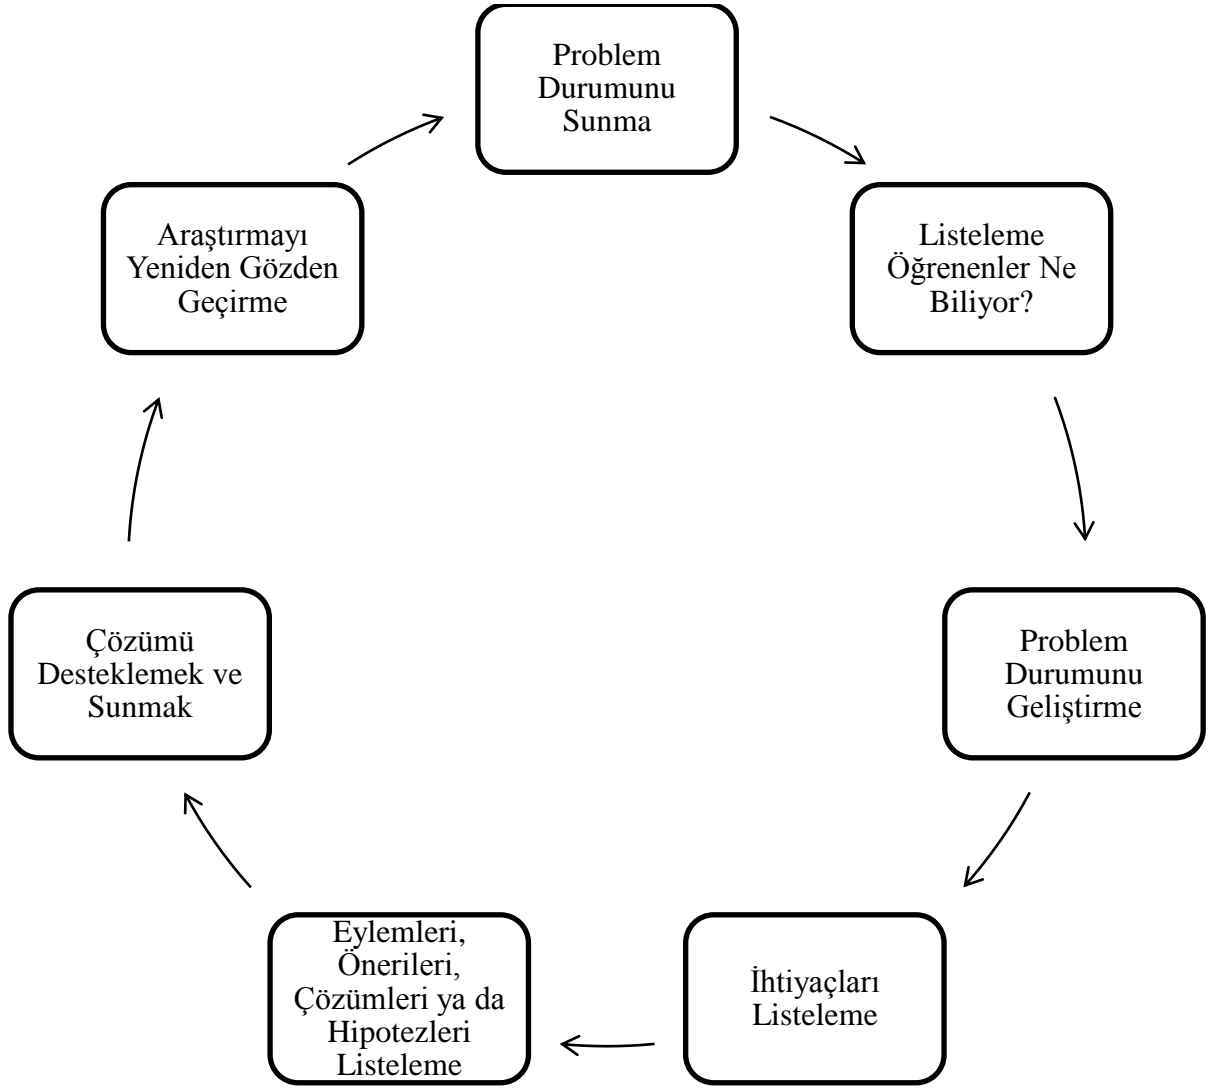 Problem
Durumunu
Sunma
Listeleme
Öğrenenler Ne
Biliyor?
Problem
Durumunu
Geliştirme
İhtiyaçları
Listeleme
Eylemleri,
Önerileri,
Çözümleri ya da
Hipotezleri
Listeleme
Çözümü
Desteklemek ve
Sunmak
Araştırmayı
Yeniden Gözden
Geçirme